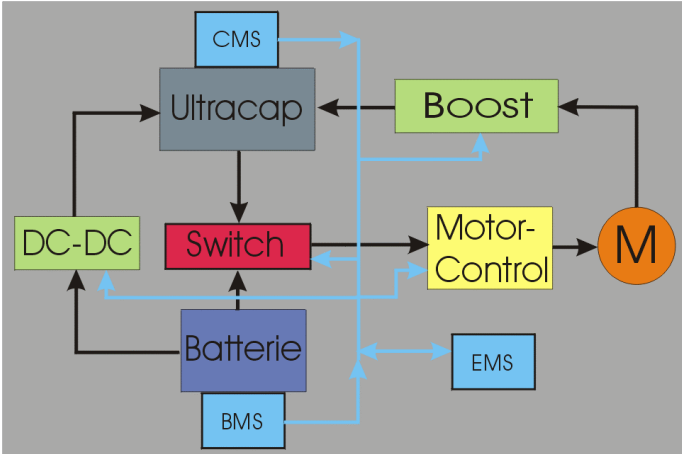 CMS
Ultracap
Boost
DC-DC
Switch
Motor-
Control
M
Batterie
EMS
BMS